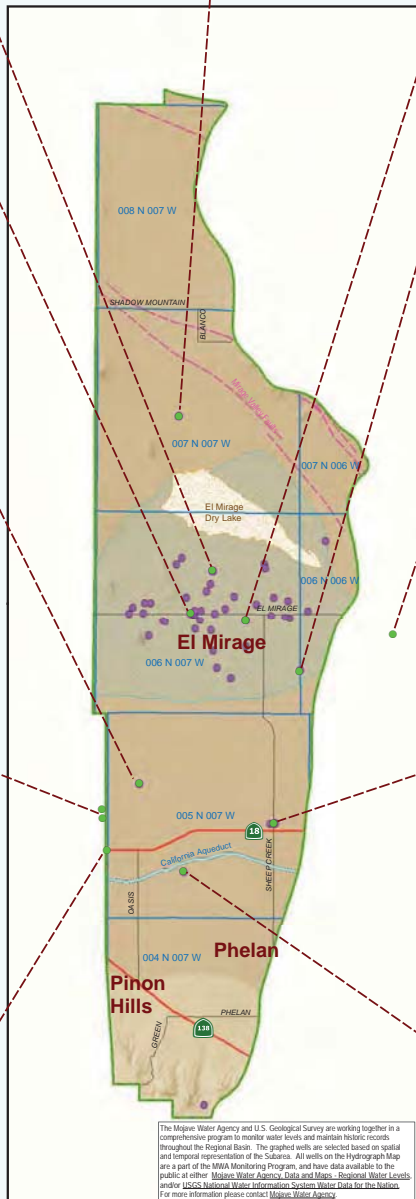 008 N 007 W
SHADOW MOUNTAIN
BLANCO
Mirage Valley Faults
007 N 007 W
007 N 006 W
El Mirage
Dry Lake
006 N 006 W
EL MIRAGE
El Mirage
006 N 007 W
005 N 007 W
18
California Aqueduct
SHEEP CREEK
OASIS
Phelan
004 N 007 W
Pinon
Hills
PHELAN
138
GREEN
The Mojave Water Agency and U.S. Geological Survey are working together in a
comprehensive program to monitor water levels and maintain historic records
throughout the Regional Basin. The graphed wells are selected based on spatial
and temporal representation of the Subarea. All wells on the Hydrograph Map
are a part of the MWA Monitoring Program, and have data available to the
public at either Mojave Water Agency, Data and Maps - Regional Water Levels,
and/or USGS National Water Information System Water Data for the Nation.
For more information please contact Mojave Water Agency